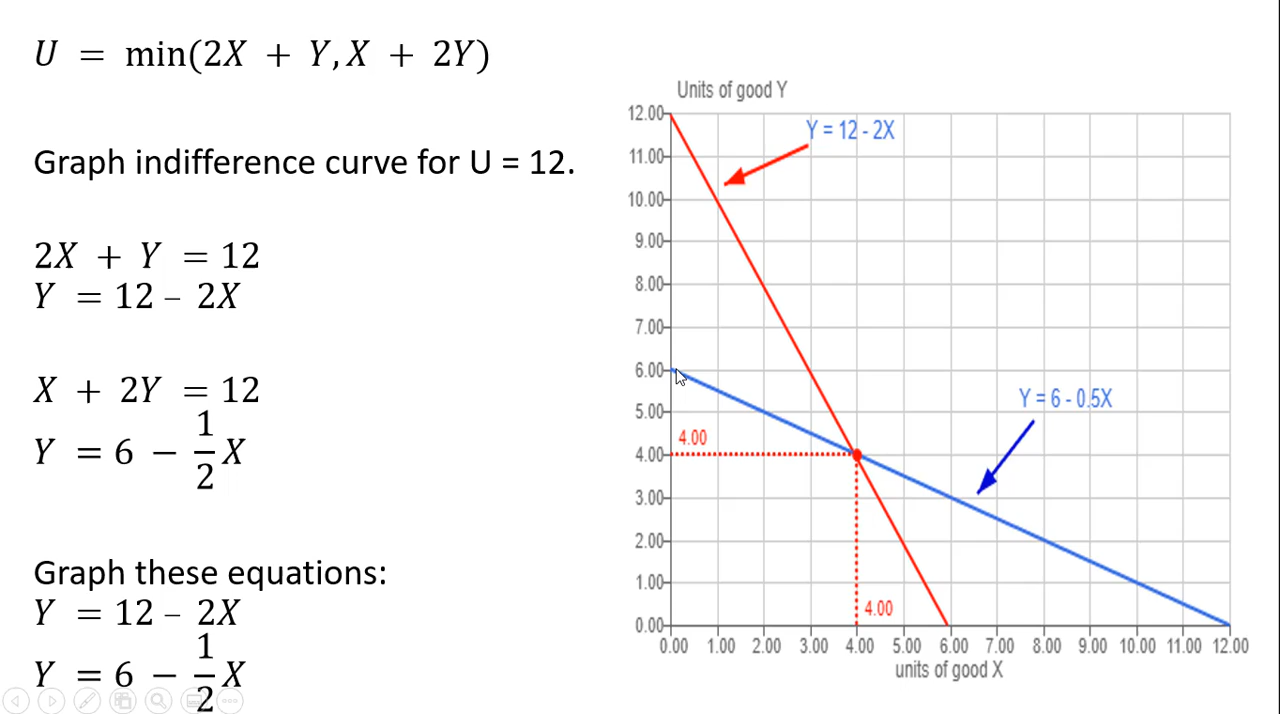 U = min(2X + Y, X + 2Y)
Graph indifference curve for U = 12.
2X + Y = 12
Y = 12 – 2X
X + 2Y = 12
Y = 6 − 1/2 X
Graph these equations:
Y = 12 – 2X
Y = 6 − 1/2 X
Units of good Y
12.00
11.00
10.00
9.00
8.00
7.00
6.00
5.00
4.00
3.00
2.00
1.00
0.00
Y = 12 - 2X
Y = 6 - 0.5X
4.00
4.00
0.00 1.00 2.00 3.00 4.00 5.00 6.00 7.00 8.00 9.00 10.00 11.00 12.00
units of good X